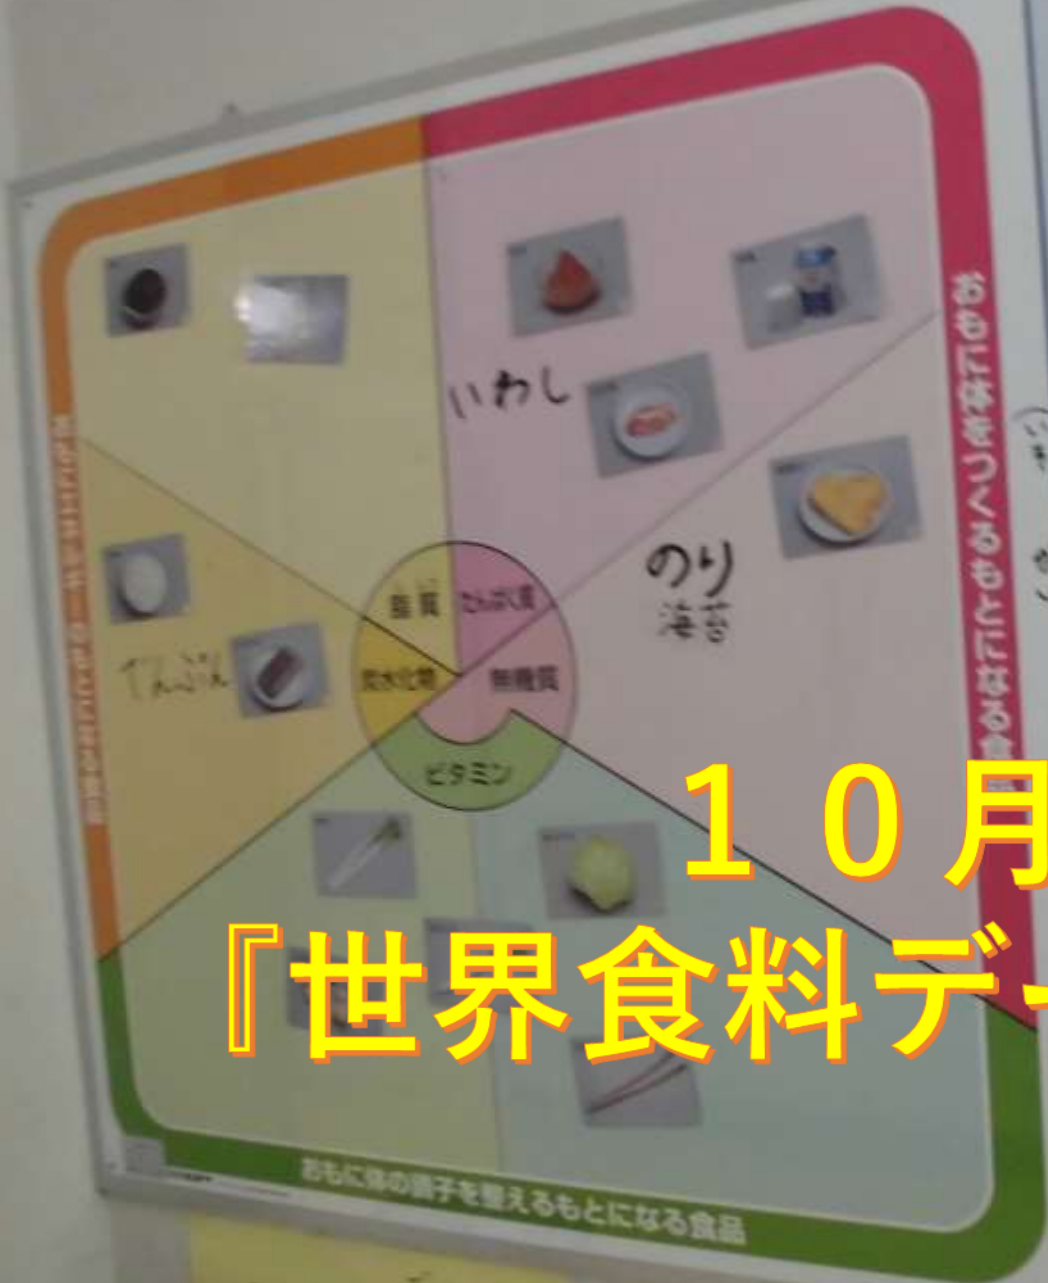 いわし
のり
海苔
脂質
たんぱく質
炭水化物
無機質
ビタミン
でんぷん
おもに体をつくるもとになる食
おもに体の調子を整えるもとになる食品
10月
『世界食料デー